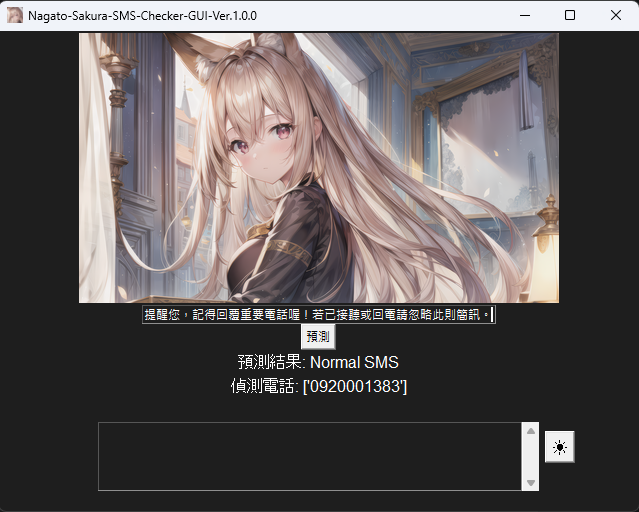 Nagato-Sakura-SMS-Checker-GUI-Ver.1.0.0
提醒您，記得回覆重要電話喔！若已接聽或回電請忽略此則簡訊。
預測
預測結果: Normal SMS
偵測電話: ['0920001383']